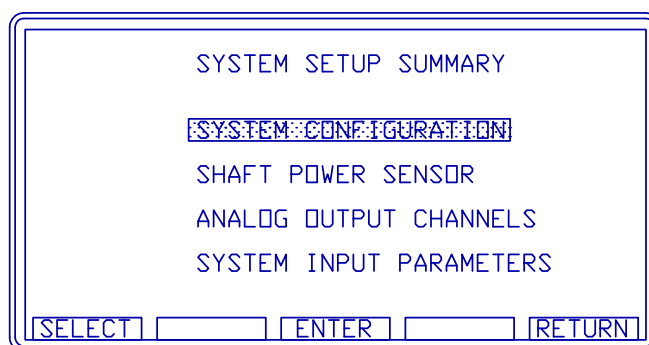 SYSTEM SETUP SUMMARY
SYSTEM CONFIGURATION
SHAFT POWER SENSOR
ANALOG OUTPUT CHANNELS
SYSTEM INPUT PARAMETERS
SELECT ENTER RETURN